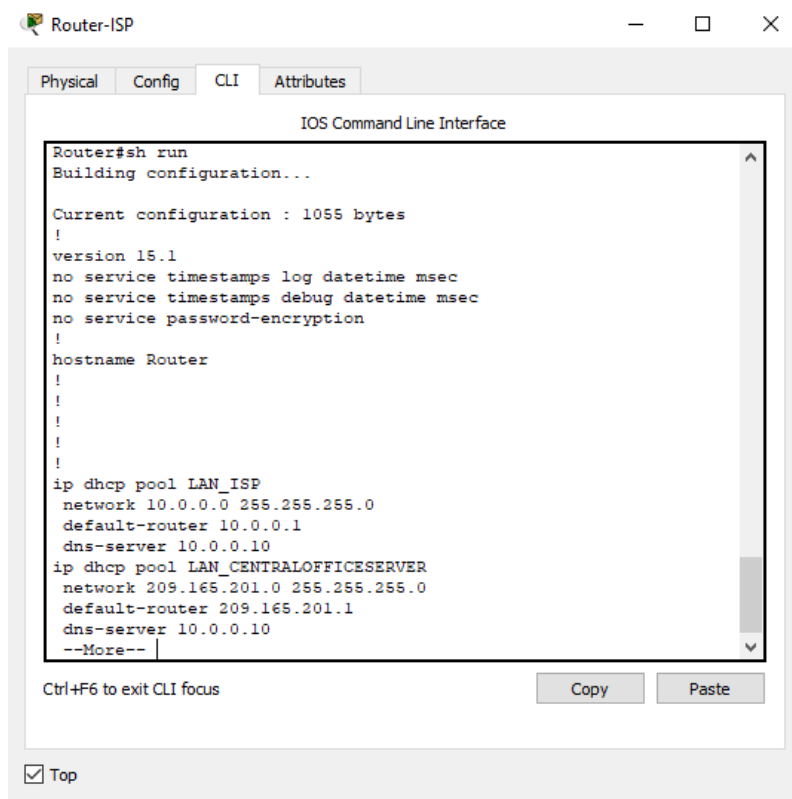 Router-ISP
Physical Config CLI Attributes
IOS Command Line Interface
Router#sh run
Building configuration...
Current configuration : 1055 bytes
!
version 15.1
no service timestamps log datetime msec
no service timestamps debug datetime msec
no service password-encryption
!
hostname Router
!
!
!
!
!
ip dhcp pool LAN_ISP
network 10.0.0.0 255.255.255.0
default-router 10.0.0.1
dns-server 10.0.0.10
ip dhcp pool LAN_CENTRALOFFICESERVER
network 209.165.201.0 255.255.255.0
default-router 209.165.201.1
dns-server 10.0.0.10
--More--
Ctrl+F6 to exit CLI focus
Copy Paste
Top